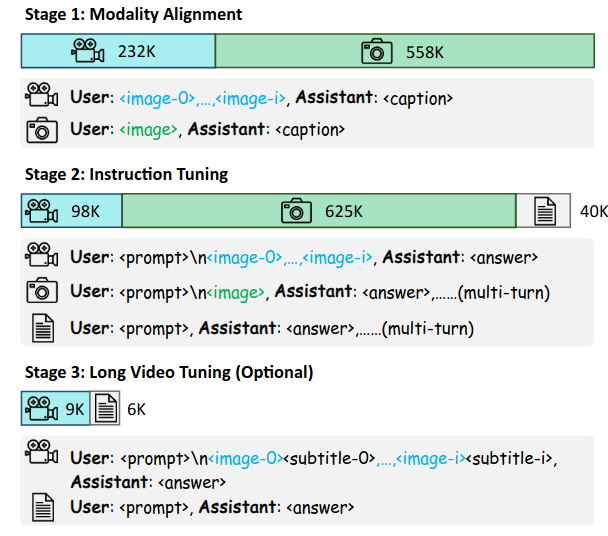 Stage 1: Modality Alignment
232K
558K
User: <image-0>,...,<image-i>, Assistant: <caption>
User: <image>, Assistant: <caption>
Stage 2: Instruction Tuning
98K
625K
40K
User: <prompt>\n<image-0>,...,<image-i>, Assistant: <answer>
User: <prompt>\n<image>, Assistant: <answer>,......(multi-turn)
User: <prompt>, Assistant: <answer>,......(multi-turn)
Stage 3: Long Video Tuning (Optional)
9K
6K
User: <prompt>\n<image-0><subtitle-0>,...,<image-i><subtitle-i>,
Assistant: <answer>
User: <prompt>, Assistant: <answer>